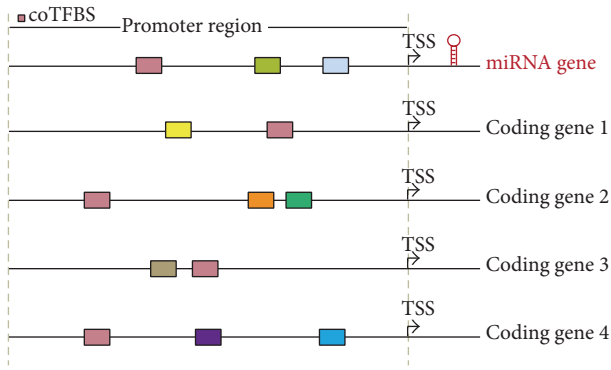 coTFBS
Promoter region
TSS
miRNA gene
TSS
Coding gene 1
TSS
Coding gene 2
TSS
Coding gene 3
TSS
Coding gene 4